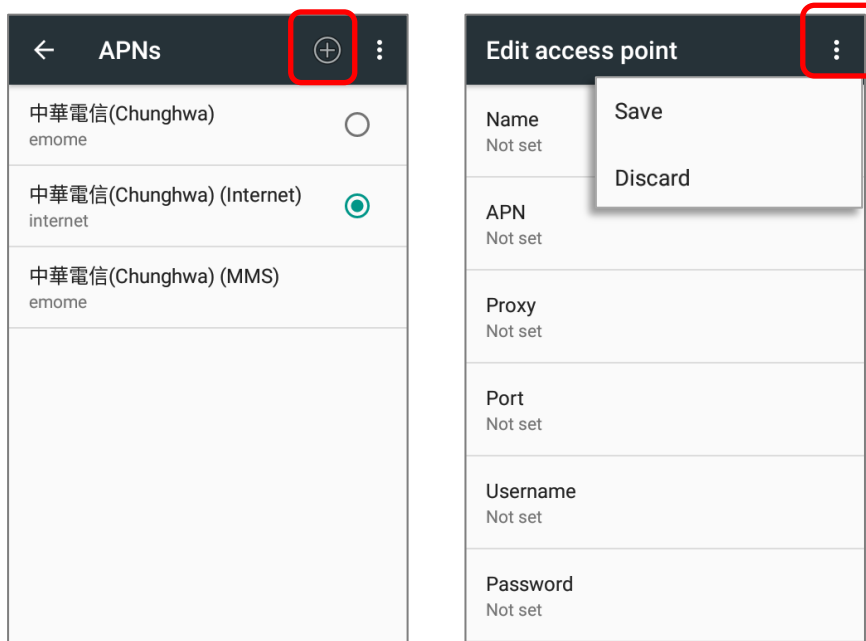 APNs
中華電信(Chunghwa)
emome
中華電信(Chunghwa) (Internet)
internet
中華電信(Chunghwa) (MMS)
emome
Edit access point
Save
Discard
Name
Not set
APN
Not set
Proxy
Not set
Port
Not set
Username
Not set
Password
Not set